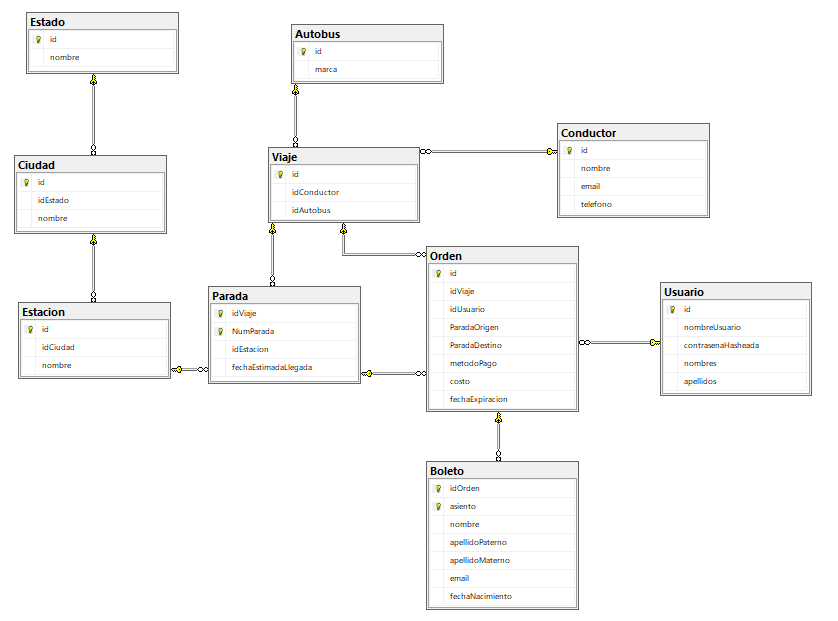 Estado
id
nombre
Autobus
id
marca
Conductor
id
nombre
email
telefono
Ciudad
id
idEstado
nombre
Viaje
id
idConductor
idAutobus
Orden
id
idViaje
idUsuario
ParadaOrigen
ParadaDestino
metodoPago
costo
fechaExpiracion
Usuario
id
nombreUsuario
contrasenaHasheada
nombres
apellidos
Parada
idViaje
NumParada
idEstacion
fechaEstimadaLlegada
Estacion
id
idCiudad
nombre
Boleto
idOrden
asiento
nombre
apellidoPaterno
apellidoMaterno
email
fechaNacimiento